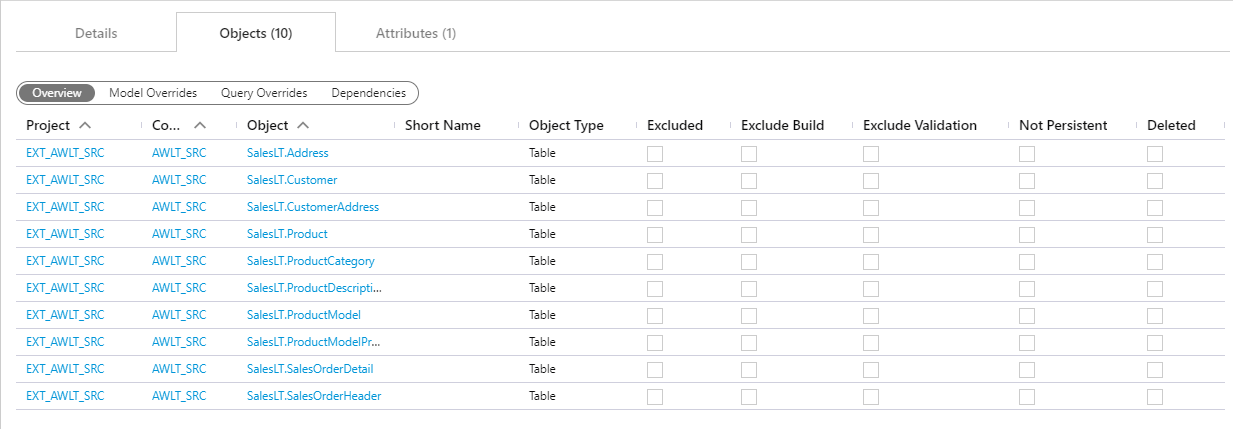 Details Objects (10) Attributes (1)
Overview Model Overrides Query Overrides Dependencies
Project Co... Object Short Name Object Type Excluded Exclude Build Exclude Validation Not Persistent Deleted
EXT_AWLT_SRC AWLT_SRC SalesLT.Address Table
EXT_AWLT_SRC AWLT_SRC SalesLT.Customer Table
EXT_AWLT_SRC AWLT_SRC SalesLT.CustomerAddress Table
EXT_AWLT_SRC AWLT_SRC SalesLT.Product Table
EXT_AWLT_SRC AWLT_SRC SalesLT.ProductCategory Table
EXT_AWLT_SRC AWLT_SRC SalesLT.ProductDescripti... Table
EXT_AWLT_SRC AWLT_SRC SalesLT.ProductModel Table
EXT_AWLT_SRC AWLT_SRC SalesLT.ProductModelPr... Table
EXT_AWLT_SRC AWLT_SRC SalesLT.SalesOrderDetail Table
EXT_AWLT_SRC AWLT_SRC SalesLT.SalesOrderHeader Table